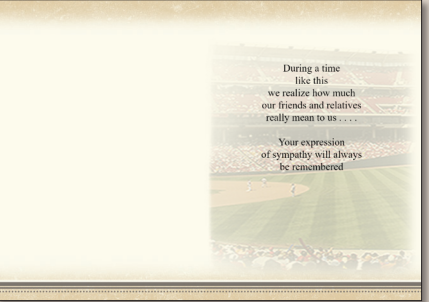 During a time
like this
we realize how much
our friends and relatives
really mean to us . . . .
Your expression
of sympathy will always
be remembered